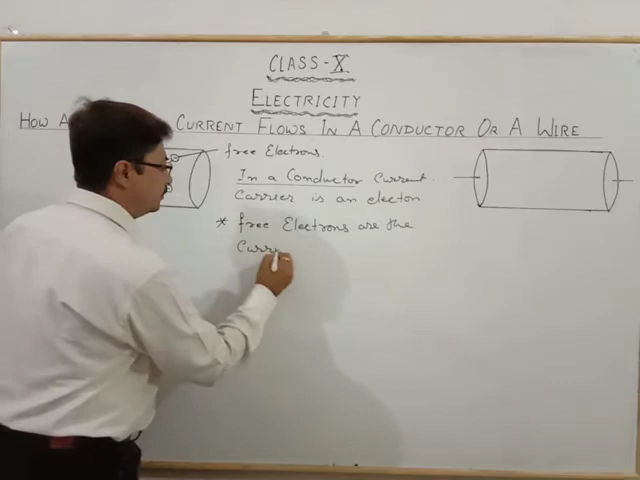 CLASS-X
ELECTRICITY
HOW A CURRENT FLOWS IN A CONDUCTOR OR A WIRE
free Electrons.
In a Conductor Current
Carrier is an electon
* free Electrons are the
Curr